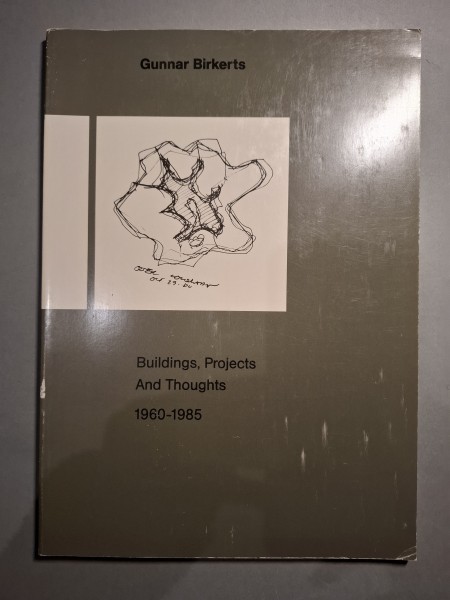 Gunnar Birkerts
Buildings, Projects
And Thoughts
1960-1985